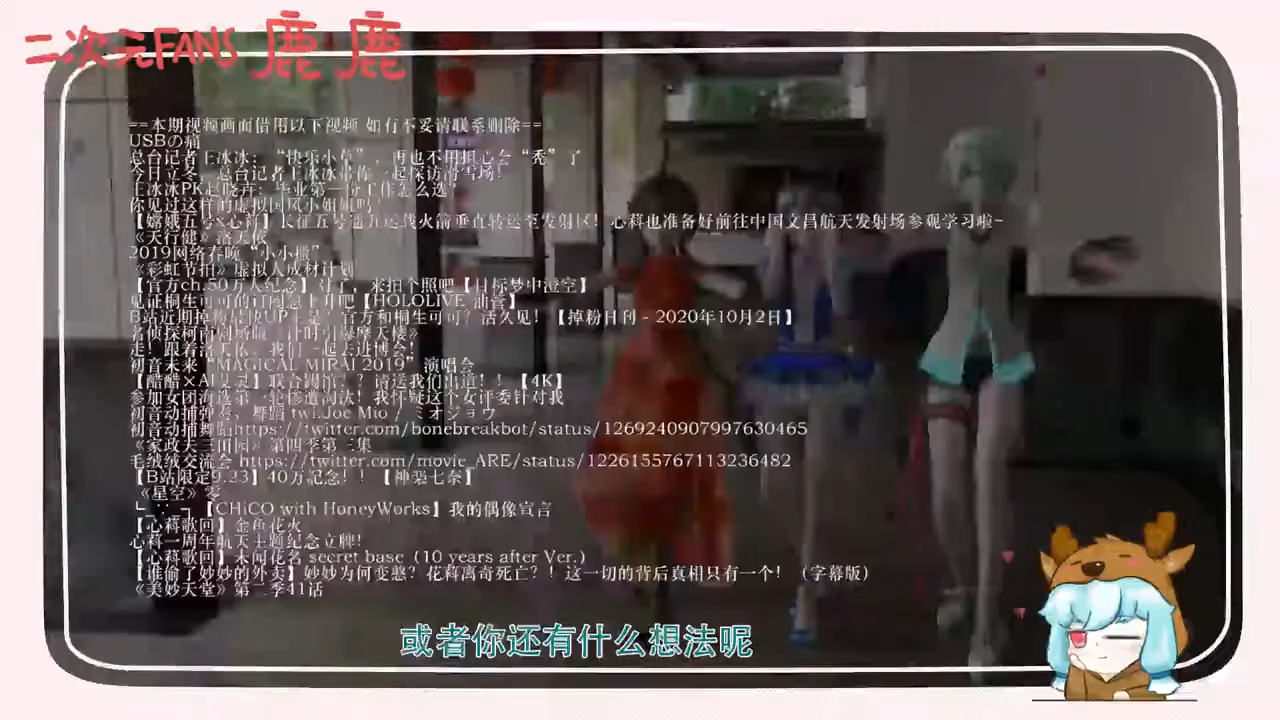 二次元FANS 鹿鹿
==本期视频画面借用以下视频 如有不妥请联系删除==
USBの痛
总台记者王冰冰：“快乐小草”，再也不用担心会“秃”了
今日立冬，总台记者王冰冰带你一起探访滑雪场！
王冰冰PK赵晓卉：毕业第一份工作怎么选？
你见过这样的虚拟国风小姐姐吗？
【嫦娥五号x心莉】长征五号遥五运载火箭垂直转运至发射区！心莉也准备好前往中国文昌航天发射场参观学习啦~
《天行健》洛天依
2019网络春晚“小小撒”
《彩虹节拍》虚拟人成材计划
【官方ch.50万人纪念】对了，来拍个照吧【目标梦中澄空】
见证桐生可可的订阅急上升吧【HOLOLIVE 油管】
B站近期掉粉最快UP主是？官方和桐生可可？活久见！【掉粉日刊 - 2020年10月2日】
名侦探柯南剧场版《计时引爆摩天楼》
走！跟着洛天依，我们一起去进博会！
初音未来“MAGICAL MIRAI 2019”演唱会
【醋醋×AI艾灵】联合踢馆？？请送我们出道！！【4K】
参加女团海选第一轮惨遭淘汰！我怀疑这个女评委针对我
初音动捕弹奏、舞蹈 twi.Joe Mio / ミオジョウ
初音动捕舞蹈https://twitter.com/bonebreakbot/status/1269240907997630465
《家政夫三田园》第四季第三集
毛绒绒交流会 https://twitter.com/movie_ARE/status/1226155767113236482
【B站限定9.23】40万記念！！【神楽七奈】
《星空》零
【CHiCO with HoneyWorks】我的偶像宣言
【心莉歌回】金鱼花火
心莉一周年航天主题纪念立牌！
【心莉歌回】未闻花名 secret base（10 years after Ver.）
【谁偷了妙妙的外卖】妙妙为何变憨？花莉离奇死亡？！这一切的背后真相只有一个！（字幕版）
《美妙天堂》第二季41话
或者你还有什么想法呢